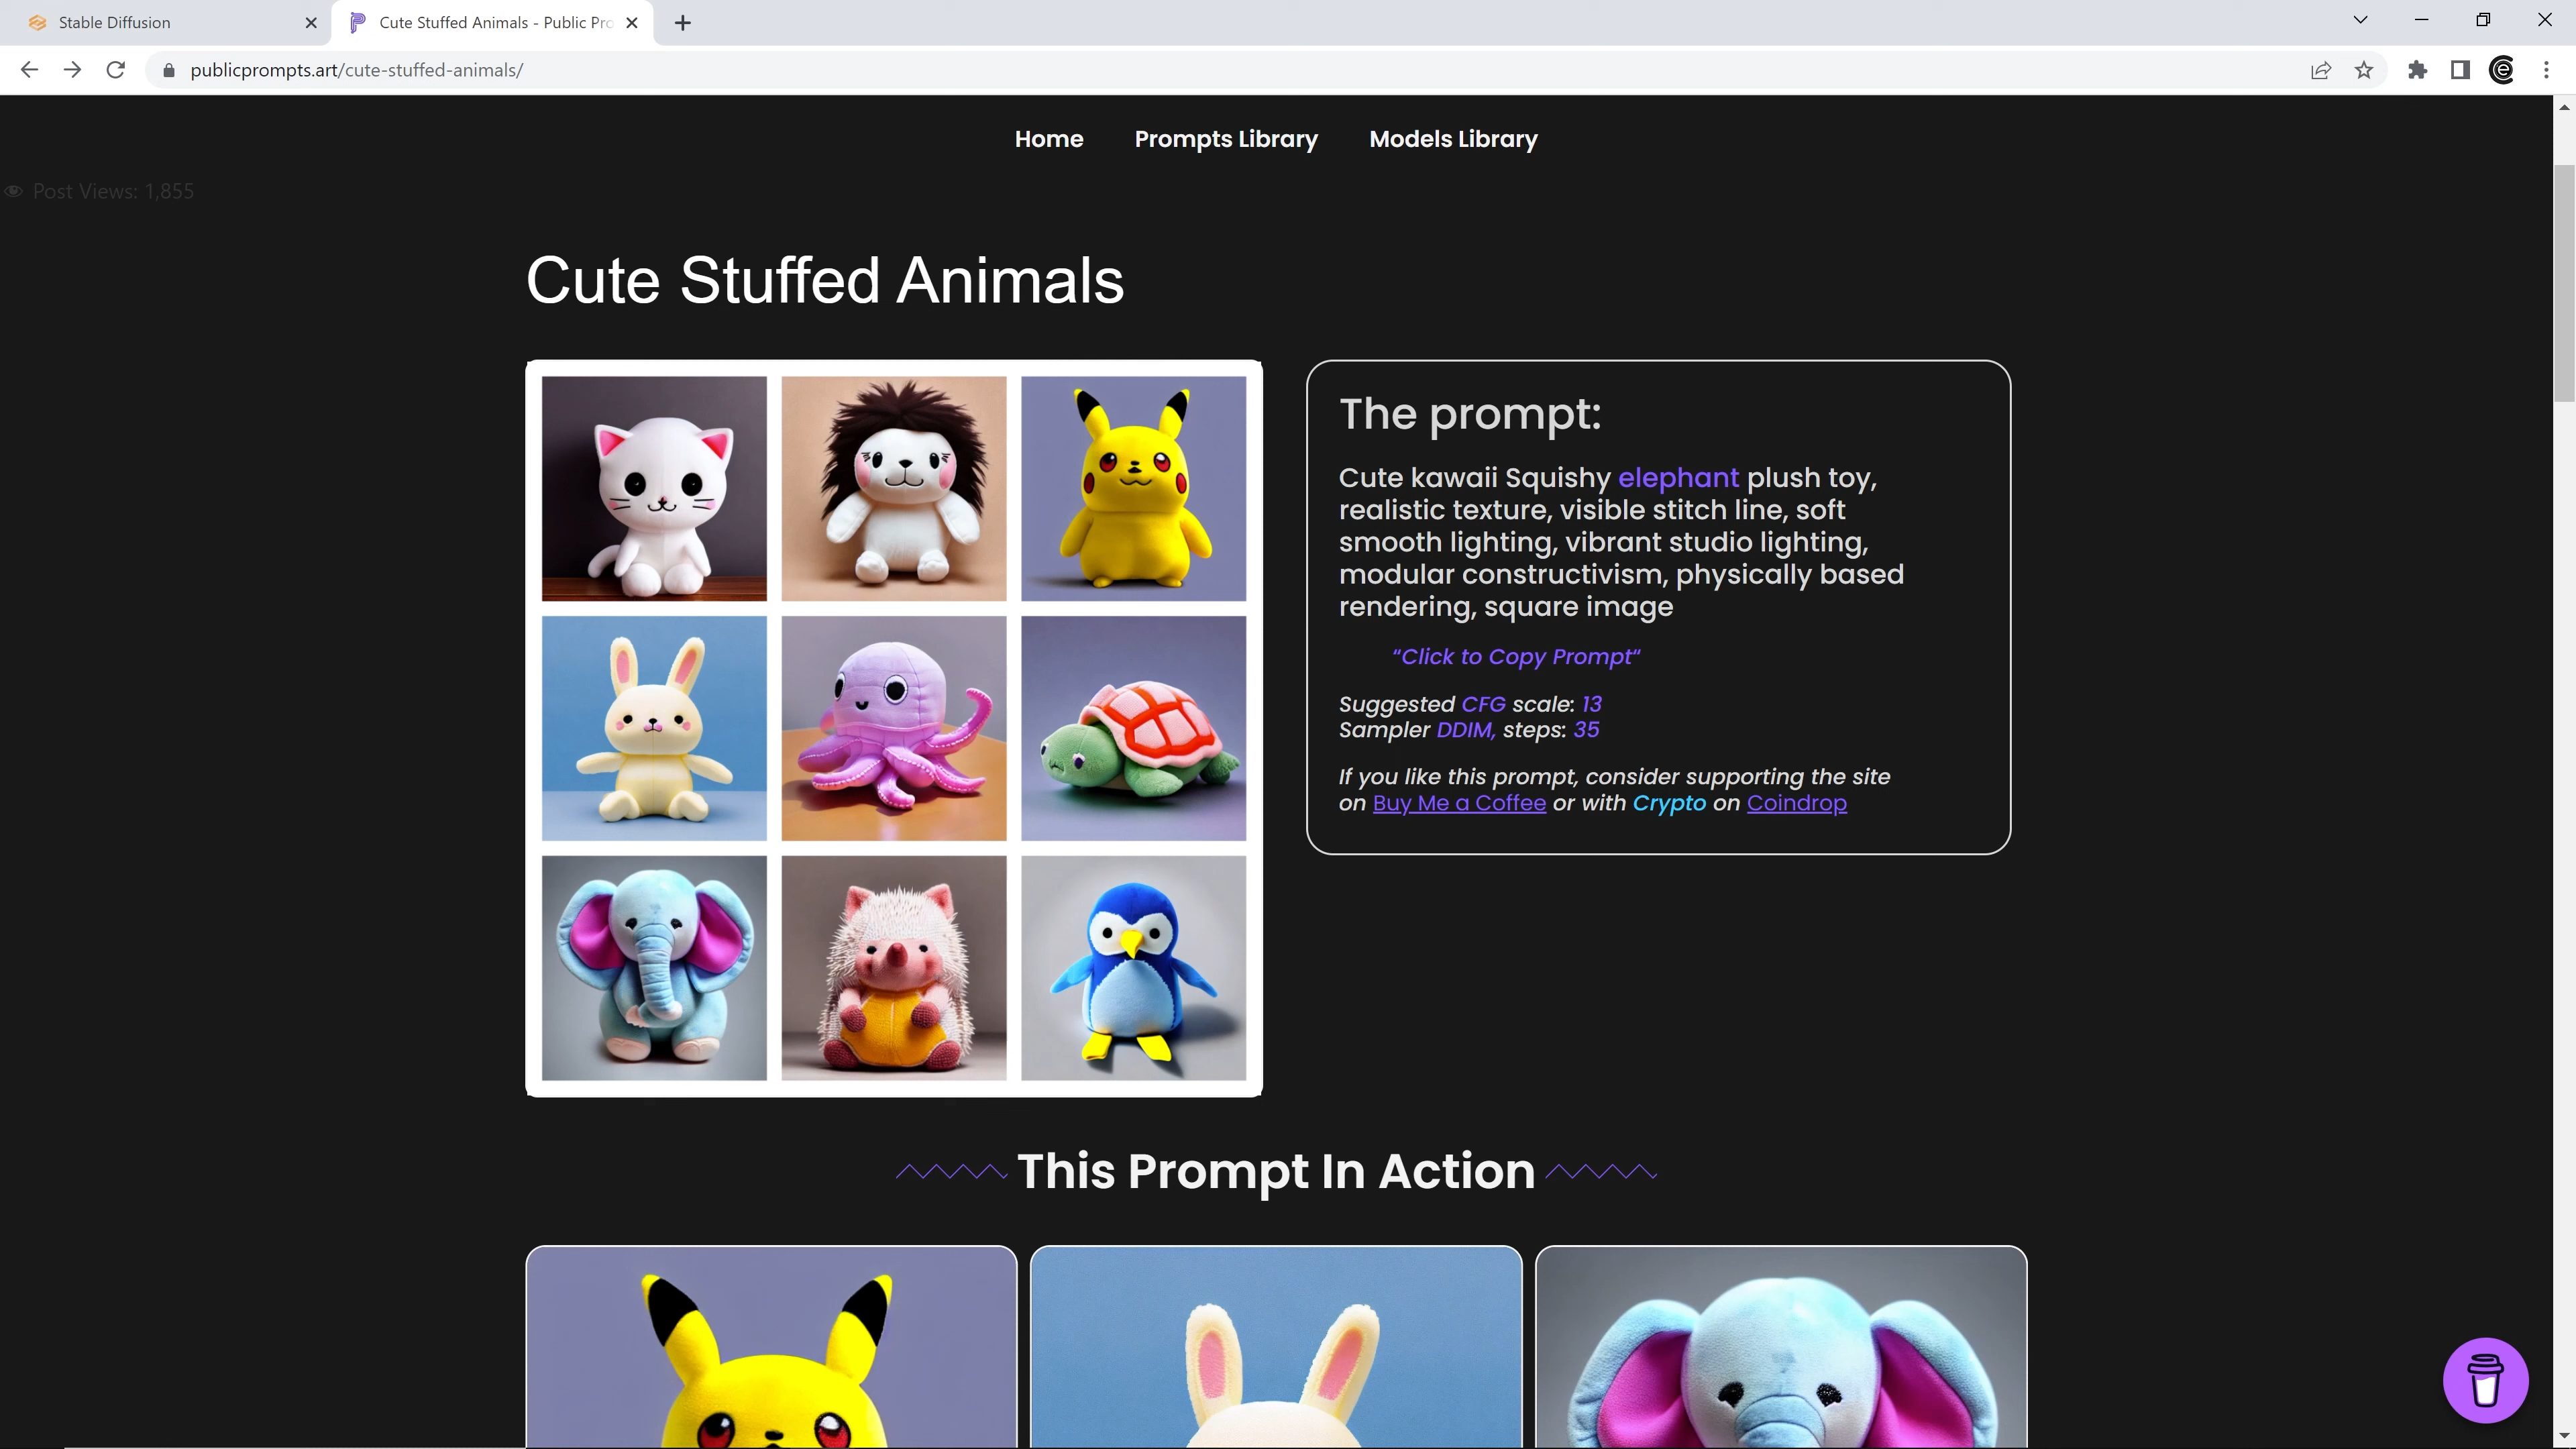 Stable Diffusion
Cute Stuffed Animals - Public Pro
publicprompts.art/cute-stuffed-animals/
Home Prompts Library Models Library
Post Views: 1,855
Cute Stuffed Animals
The prompt:
Cute kawaii Squishy elephant plush toy,
realistic texture, visible stitch line, soft
smooth lighting, vibrant studio lighting,
modular constructivism, physically based
rendering, square image
“Click to Copy Prompt“
Suggested CFG scale: 13
Sampler DDIM, steps: 35
If you like this prompt, consider supporting the site
on Buy Me a Coffee or with Crypto on Coindrop
This Prompt In Action